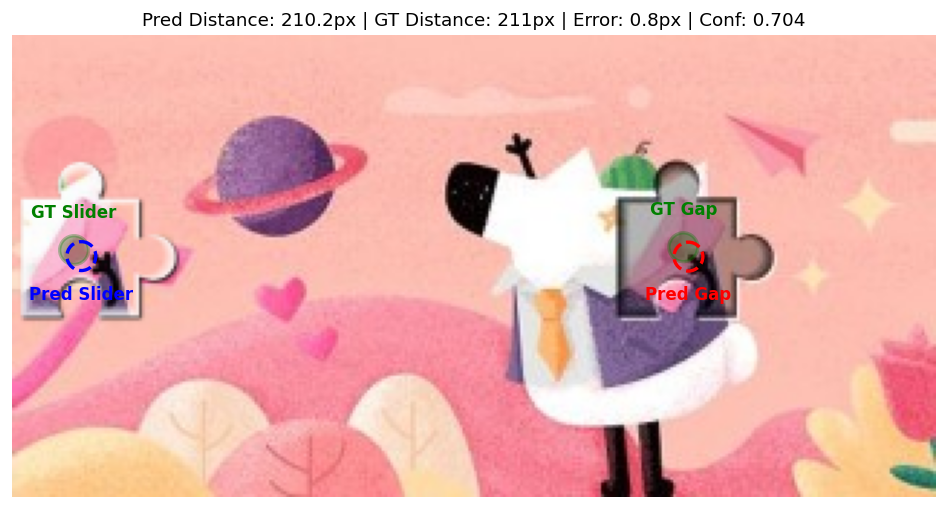 Pred Distance: 210.2px | GT Distance: 211px | Error: 0.8px | Conf: 0.704
GT Slider
GT Gap
Pred Slider
Pred Gap